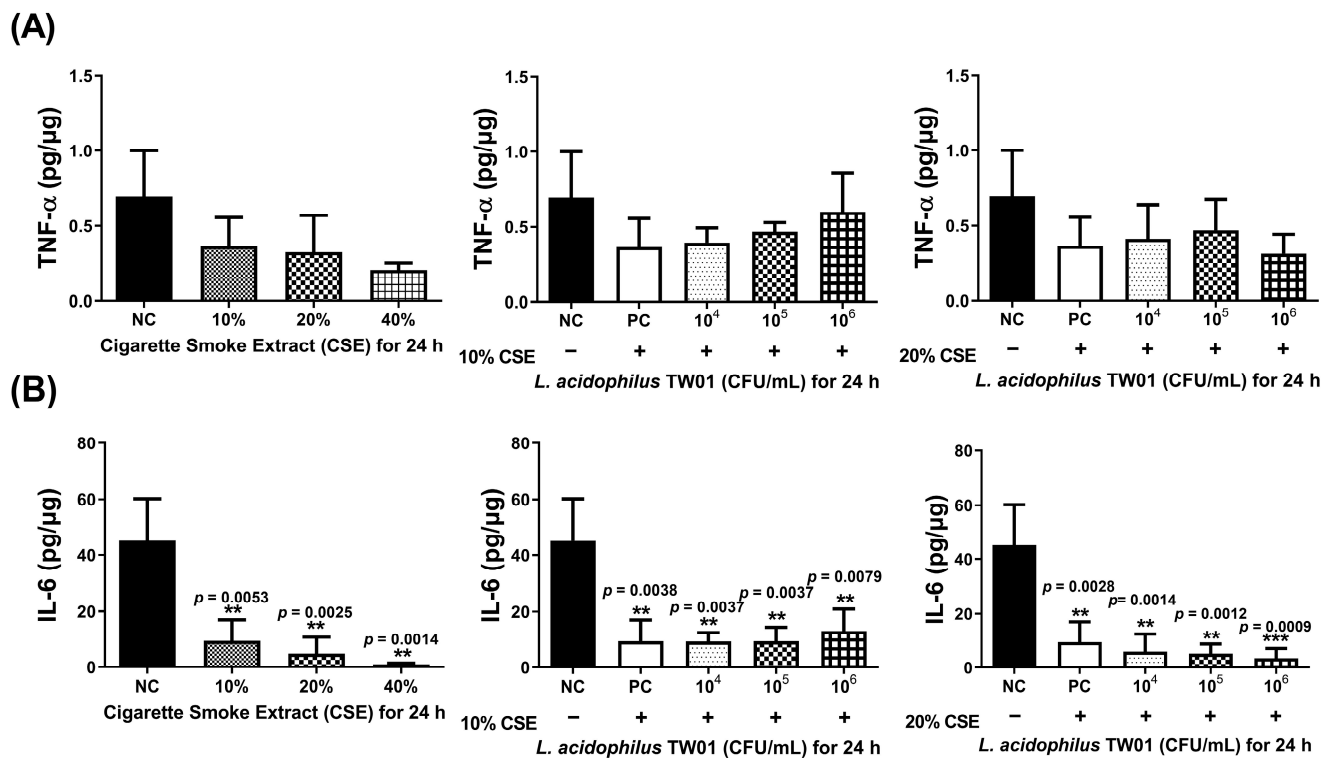 (A)
TNF-α (pg/µg)
1.5
1.0
0.5
0.0
NC 10% 20% 40%
Cigarette Smoke Extract (CSE) for 24 h
TNF-α (pg/µg)
1.5
1.0
0.5
0.0
NC PC 10⁴ 10⁵ 10⁶
10% CSE − + + + +
L. acidophilus TW01 (CFU/mL) for 24 h
TNF-α (pg/µg)
1.5
1.0
0.5
0.0
NC PC 10⁴ 10⁵ 10⁶
20% CSE − + + + +
L. acidophilus TW01 (CFU/mL) for 24 h
(B)
IL-6 (pg/µg)
80
60
40
20
0
p = 0.0053
**
p = 0.0025
**
p = 0.0014
**
NC 10% 20% 40%
Cigarette Smoke Extract (CSE) for 24 h
IL-6 (pg/µg)
80
60
40
20
0
p = 0.0038
**
p = 0.0037
**
p = 0.0037
**
p = 0.0079
**
NC PC 10⁴ 10⁵ 10⁶
10% CSE − + + + +
L. acidophilus TW01 (CFU/mL) for 24 h
IL-6 (pg/µg)
80
60
40
20
0
p = 0.0028
**
p= 0.0014
**
p = 0.0012
**
p = 0.0009
***
NC PC 10⁴ 10⁵ 10⁶
20% CSE − + + + +
L. acidophilus TW01 (CFU/mL) for 24 h